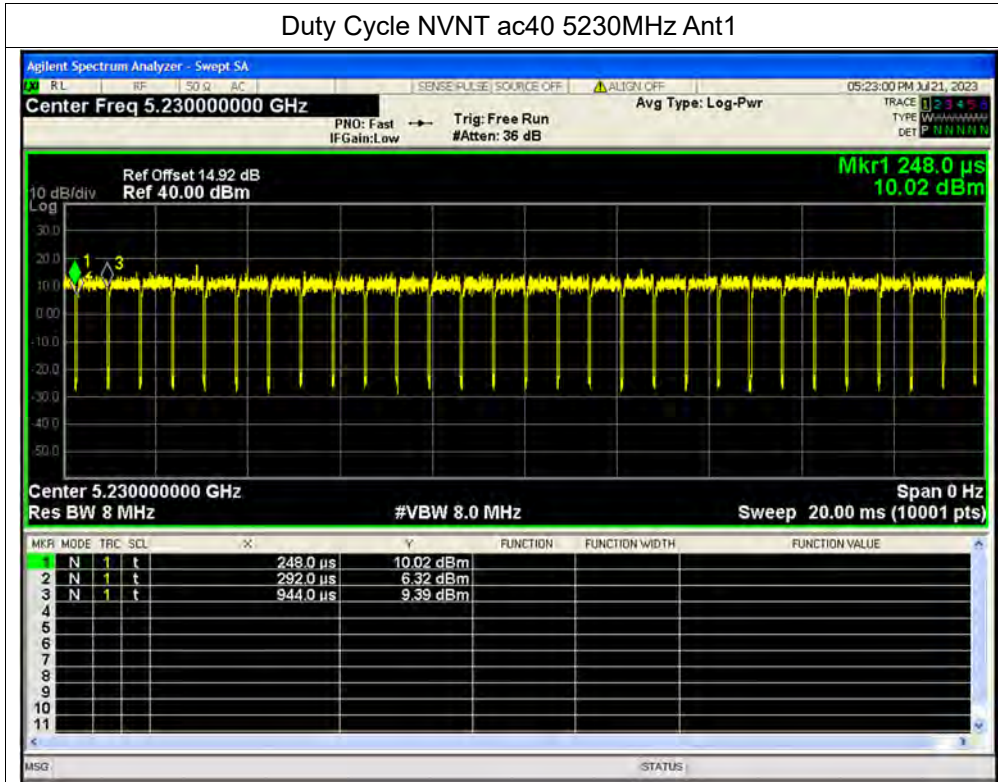 Duty Cycle NVNT ac40 5230MHz Ant1
Agilent Spectrum Analyzer - Swept SA
RL RF 50 Ω AC SENSE:PULSE SOURCE OFF ALIGN OFF 05:23:00 PM Jul 21, 2023
Center Freq 5.230000000 GHz Avg Type: Log-Pwr TRACE 1 2 3 4 5 6
PNO: Fast Trig: Free Run TYPE W
IFGain:Low #Atten: 36 dB DET P N N N N N
Mkr1 248.0 µs
Ref Offset 14.92 dB
10 dB/div Ref 40.00 dBm 10.02 dBm
Log
30.0
20.0
10.0
0.00
-10.0
-20.0
-30.0
-40.0
-50.0
1
2
3
Center 5.230000000 GHz Span 0 Hz
Res BW 8 MHz #VBW 8.0 MHz Sweep 20.00 ms (10001 pts)
MKR MODE TRC SCL X Y FUNCTION FUNCTION WIDTH FUNCTION VALUE
1 N 1 t 248.0 µs 10.02 dBm
2 N 1 t 292.0 µs 6.32 dBm
3 N 1 t 944.0 µs 9.39 dBm
4
5
6
7
8
9
10
11
MSG STATUS